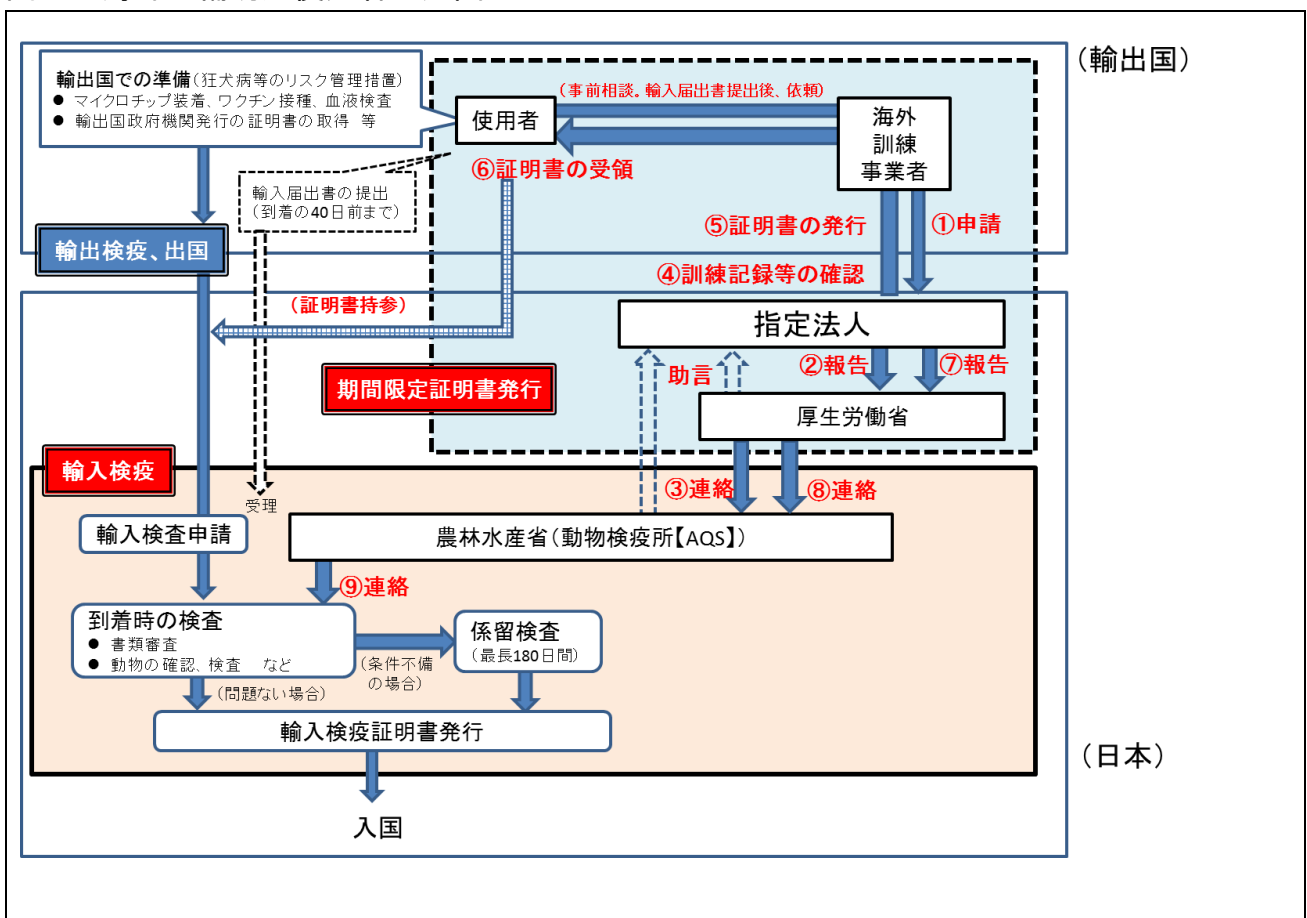 (輸出国)
輸出国での準備(狂犬病等のリスク管理措置)
● マイクロチップ装着、ワクチン接種、血液検査
● 輸出国政府機関発行の証明書の取得 等
(事前相談。輸入届出書提出後、依頼)
使用者
海外
訓練
事業者
⑥証明書の受領
輸入届出書の提出
(到着の40日前まで)
⑤証明書の発行
①申請
輸出検疫、出国
④訓練記録等の確認
(証明書持参)
指定法人
助言
②報告
⑦報告
期間限定証明書発行
厚生労働省
輸入検疫
③連絡
⑧連絡
受理
輸入検査申請
農林水産省(動物検疫所【AQS】)
⑨連絡
到着時の検査
● 書類審査
● 動物の確認、検査 など
係留検査
(最長180日間)
(条件不備
の場合)
(問題ない場合)
輸入検疫証明書発行
(日本)
入国